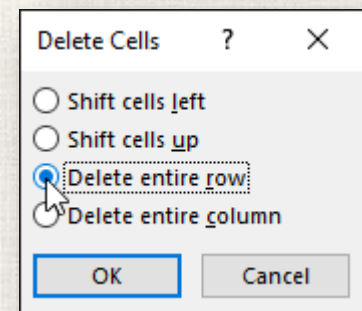 Delete Cells ?
Shift cells left
Shift cells up
Delete entire row
Delete entire column
OK Cancel